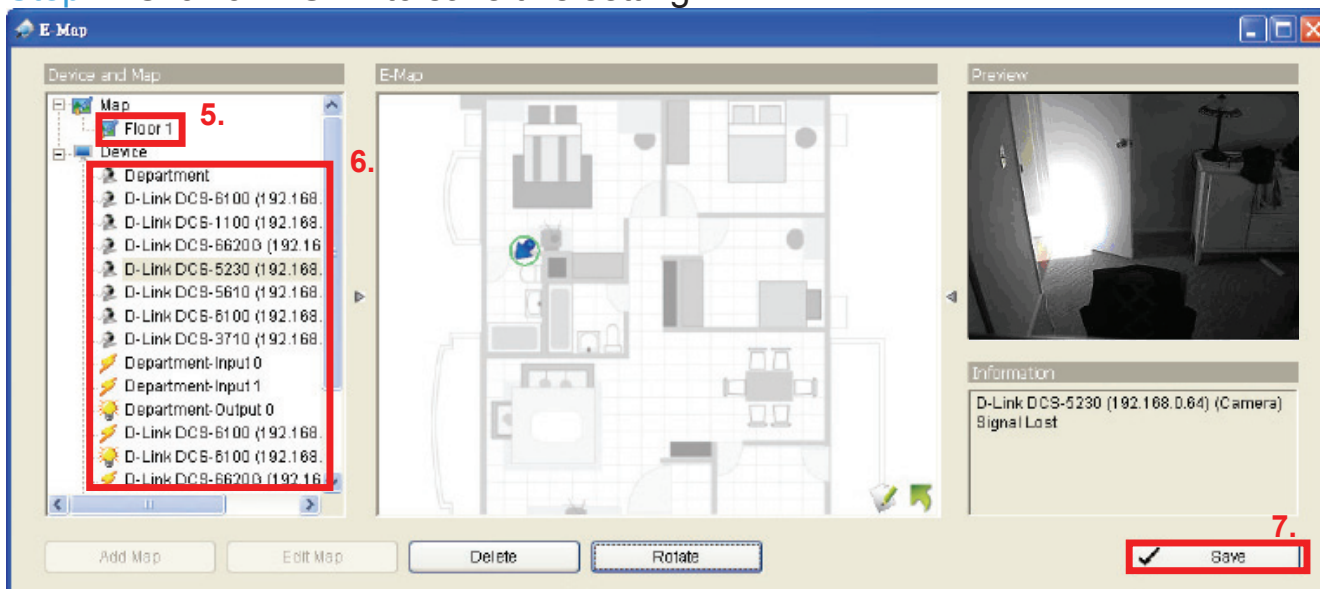 E-Map
Device and Map
Map
5.
Floor 1
Device
6.
Department
D-Link DCS-6100 (192.168.
D-Link DCS-1100 (192.168.
D-Link DCS-6620G (192.16
D-Link DCS-5230 (192.168.
D-Link DCS-5610 (192.168.
D-Link DCS-6100 (192.168.
D-Link DCS-3710 (192.168.
Department-Input 0
Department-Input 1
Department-Output 0
D-Link DCS-6100 (192.168.
D-Link DCS-6100 (192.168.
D-Link DCS-6620G (192.16
E-Map
Preview
Information
D-Link DCS-5230 (192.168.0.64) (Camera)
Signal Lost
Add Map
Edit Map
Delete
Rotate
7.
Save